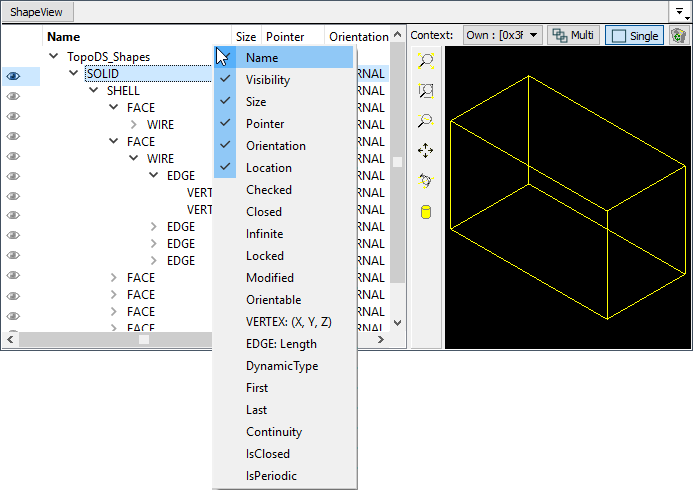 ShapeView
Name Size Pointer Orientation Context: Own : [0x3F Multi Single
TopoDS_Shapes
SOLID RNAL
SHELL RNAL
FACE RNAL
WIRE RNAL
FACE RNAL
WIRE RNAL
EDGE RNAL
VERT RNAL
VERT RNAL
EDGE RNAL
EDGE RNAL
EDGE RNAL
FACE RNAL
FACE RNAL
FACE RNAL
FACE RNAL
Name
Visibility
Size
Pointer
Orientation
Location
Checked
Closed
Infinite
Locked
Modified
Orientable
VERTEX: (X, Y, Z)
EDGE: Length
DynamicType
First
Last
Continuity
IsClosed
IsPeriodic